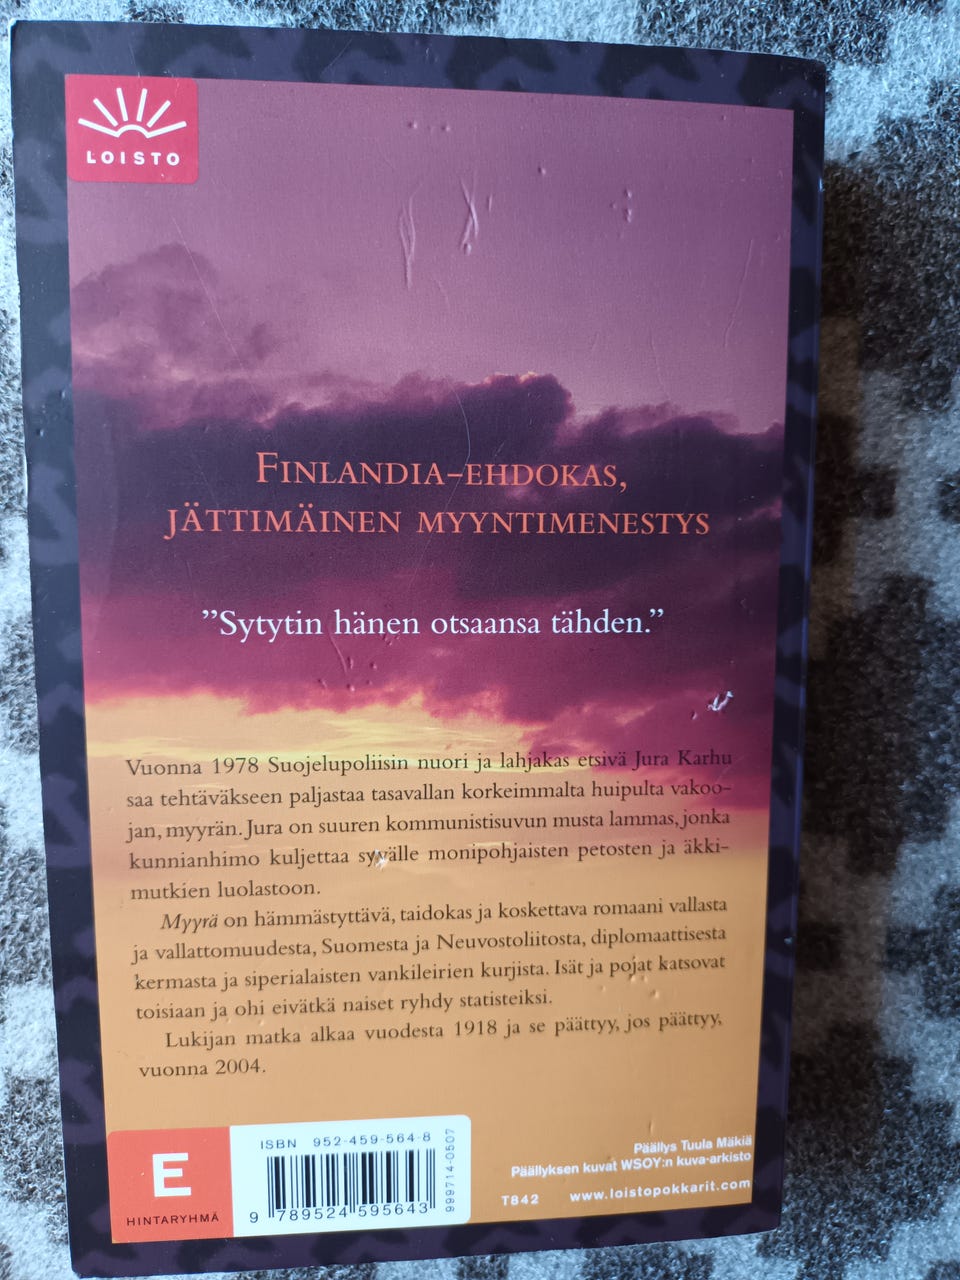 LOISTO
FINLANDIA-EHDOKAS,
JÄTTIMÄINEN MYYNTIMENESTYS
”Sytytin hänen otsaansa tähden.”
Vuonna 1978 Suojelupoliisin nuori ja lahjakas etsivä Jura Karhu
saa tehtäväkseen paljastaa tasavallan korkeimmalta huipulta vakoo-
jan, myyrän. Jura on suuren kommunistisuvun musta lammas, jonka
kunnianhimo kuljettaa syvälle monipohjaisten petosten ja äkki-
mutkien luolastoon.
Myyrä on hämmästyttävä, taidokas ja koskettava romaani vallasta
ja vallattomuudesta, Suomesta ja Neuvostoliitosta, diplomaattisesta
kermasta ja siperialaisten vankileirien kurjista. Isät ja pojat katsovat
toisiaan ja ohi eivätkä naiset ryhdy statisteiksi.
Lukijan matka alkaa vuodesta 1918 ja se päättyy, jos päättyy,
vuonna 2004.
E
HINTARYHMÄ
ISBN 952-459-564-8
9 789524 595643
999714-0507
Päällys Tuula Mäkiä
Päällyksen kuvat WSOY:n kuva-arkisto
T842 www.loistopokkarit.com